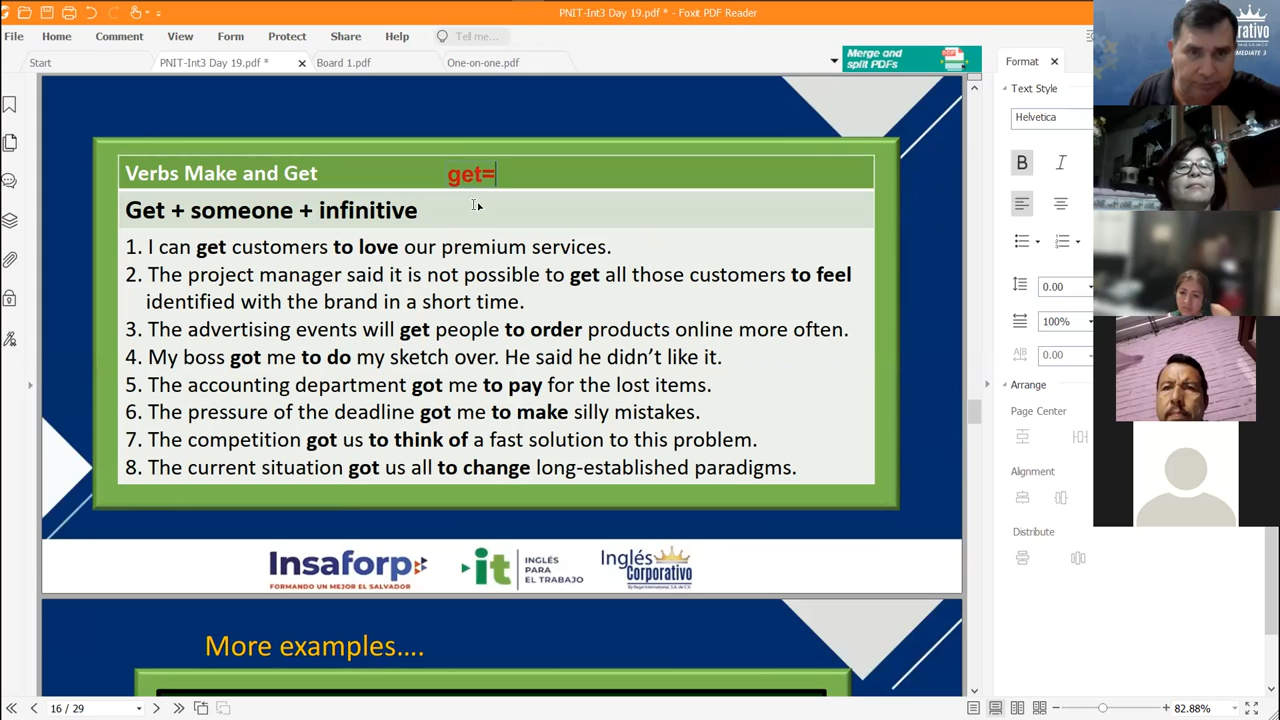 PNIT-Int3 Day 19.pdf * - Foxit PDF Reader
File Home Comment View Form Protect Share Help Tell me...
Start PNIT-Int3 Day 19.pdf * Board 1.pdf One-on-one.pdf
Merge and
split PDFs
Verbs Make and Get get=
Get + someone + infinitive
1. I can get customers to love our premium services.
2. The project manager said it is not possible to get all those customers to feel
identified with the brand in a short time.
3. The advertising events will get people to order products online more often.
4. My boss got me to do my sketch over. He said he didn’t like it.
5. The accounting department got me to pay for the lost items.
6. The pressure of the deadline got me to make silly mistakes.
7. The competition got us to think of a fast solution to this problem.
8. The current situation got us all to change long-established paradigms.
Insaforp
FORMANDO UN MEJOR EL SALVADOR
it INGLÉS
PARA
EL TRABAJO
Inglés
Corporativo
More examples....
16 / 29
82.88%
Format
Text Style
Helvetica
B I
0.00
100%
0.00
Arrange
Page Center
Alignment
Distribute